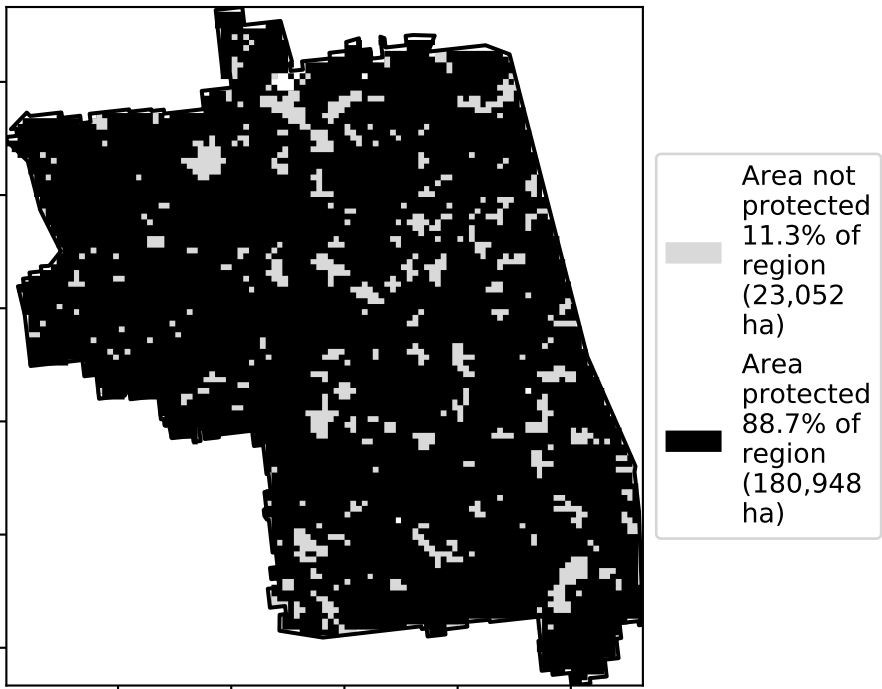 Area not
protected
11.3% of
region
(23,052
ha)
Area
protected
88.7% of
region
(180,948
ha)